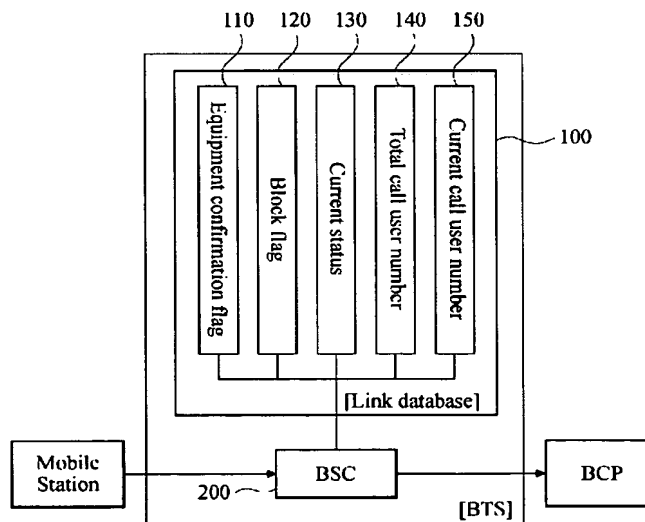 110 120 130 140 150
100
Equipment confirmation flag
Block flag
Current status
Total call user number
Current call user number
[Link database]
Mobile
Station
BSC
200
BCP
[BTS]